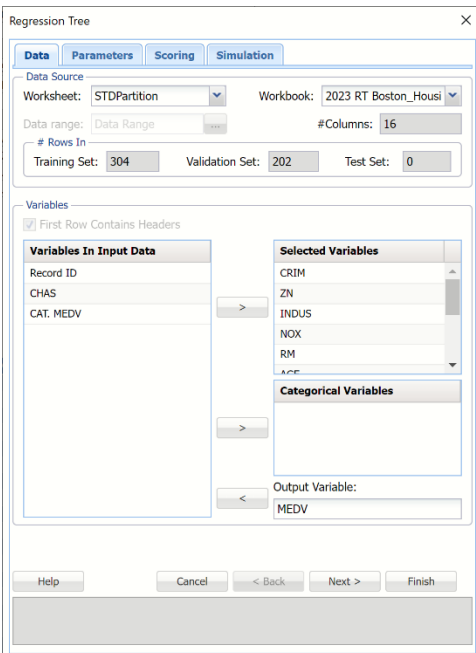 Regression Tree
Data Parameters Scoring Simulation
Data Source
Worksheet: STDPartition Workbook: 2023 RT Boston_Housi
Data range: Data Range ... #Columns: 16
# Rows In
Training Set: 304 Validation Set: 202 Test Set: 0
Variables
First Row Contains Headers
Variables In Input Data Selected Variables
Record ID CRIM
CHAS ZN
CAT. MEDV INDUS
> NOX
RM
AGE
Categorical Variables
>
Output Variable:
< MEDV
Help Cancel < Back Next > Finish